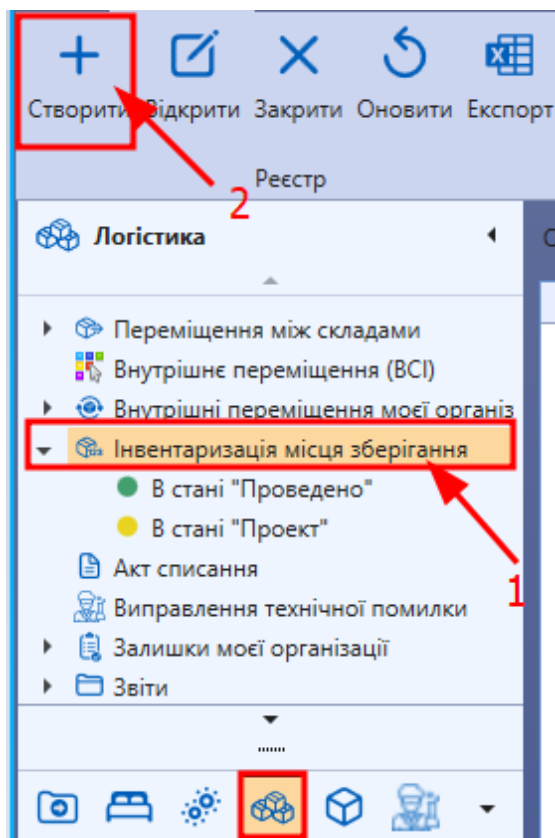 Створити Відкрити Закрити Оновити Експорт
Реєстр
2
Логістика
Переміщення між складами
Внутрішнє переміщення (ВСІ)
Внутрішні переміщення моєї організ
Інвентаризація місця зберігання
В стані "Проведено"
В стані "Проект"
Акт списання
1
Виправлення технічної помилки
Залишки моєї організації
Звіти